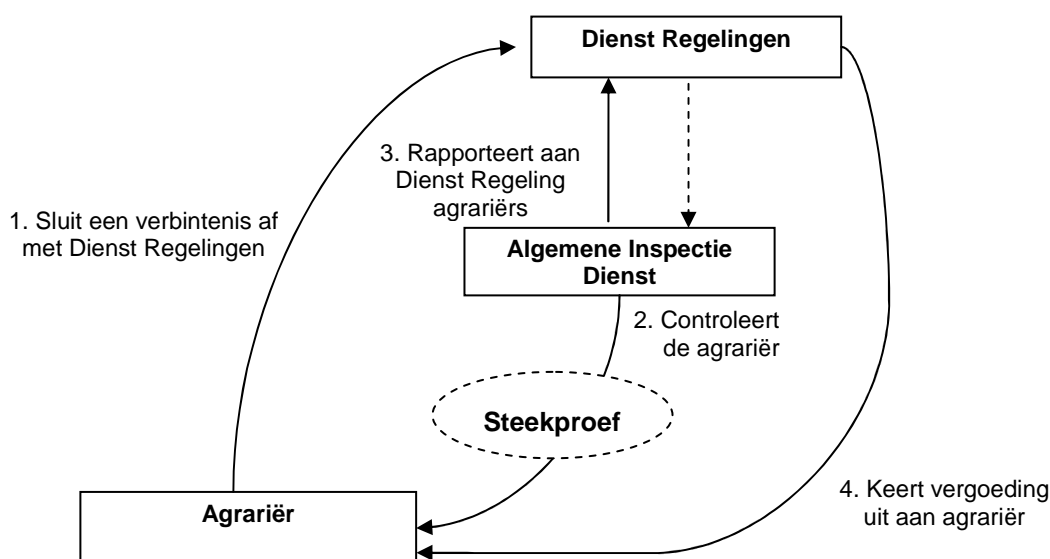 Dienst Regelingen
3. Rapporteert aan
Dienst Regeling
agrariërs
1. Sluit een verbintenis af
met Dienst Regelingen
Algemene Inspectie
Dienst
2. Controleert
de agrariër
Steekproef
4. Keert vergoeding
uit aan agrariër
Agrariër